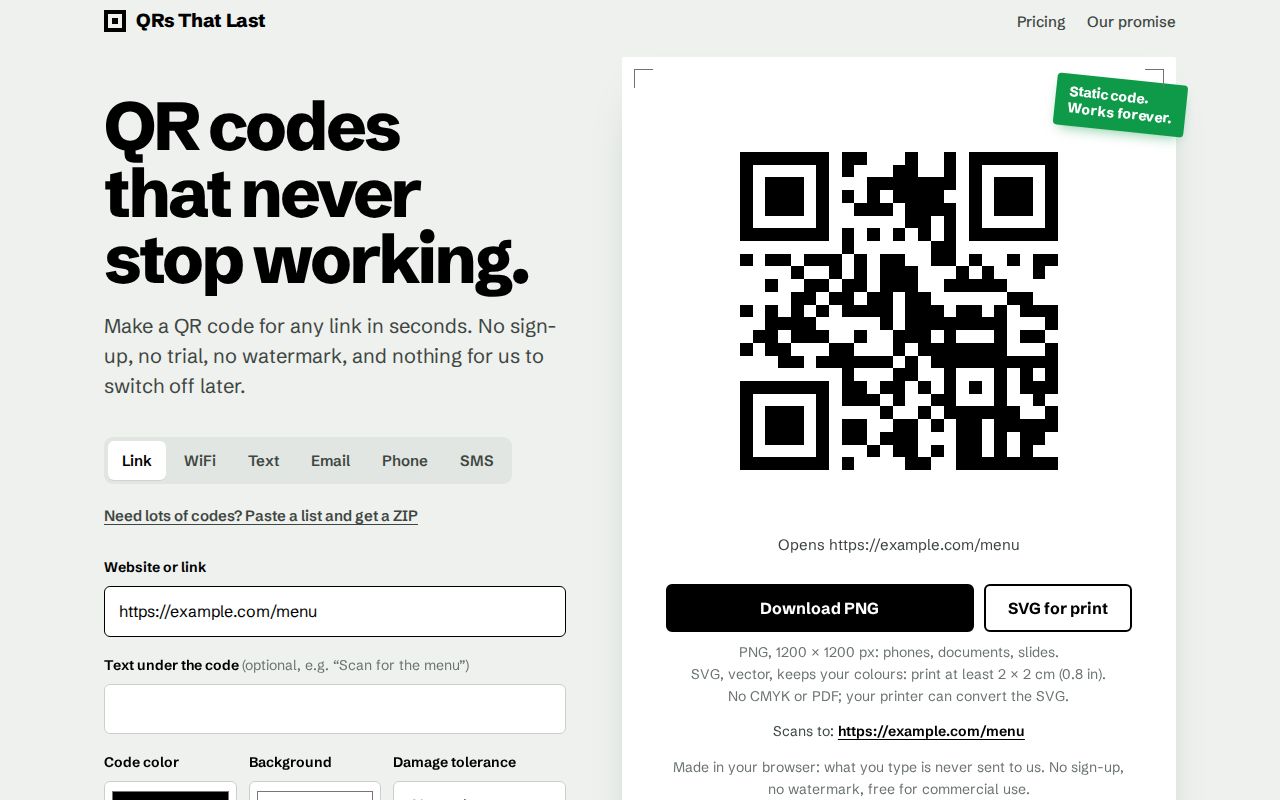 QRs That Last
Pricing
Our promise
QR codes
that never
stop working.
Make a QR code for any link in seconds. No sign-
up, no trial, no watermark, and nothing for us to
switch off later.
Link
WiFi
Text
Email
Phone
SMS
Need lots of codes? Paste a list and get a ZIP
Website or link
https://example.com/menu
Text under the code (optional, e.g. “Scan for the menu”)
Code color
Background
Damage tolerance
Static code.
Works forever.
Opens https://example.com/menu
Download PNG
SVG for print
PNG, 1200 × 1200 px: phones, documents, slides.
SVG, vector, keeps your colours: print at least 2 × 2 cm (0.8 in).
No CMYK or PDF; your printer can convert the SVG.
Scans to: https://example.com/menu
Made in your browser: what you type is never sent to us. No sign-up,
no watermark, free for commercial use.